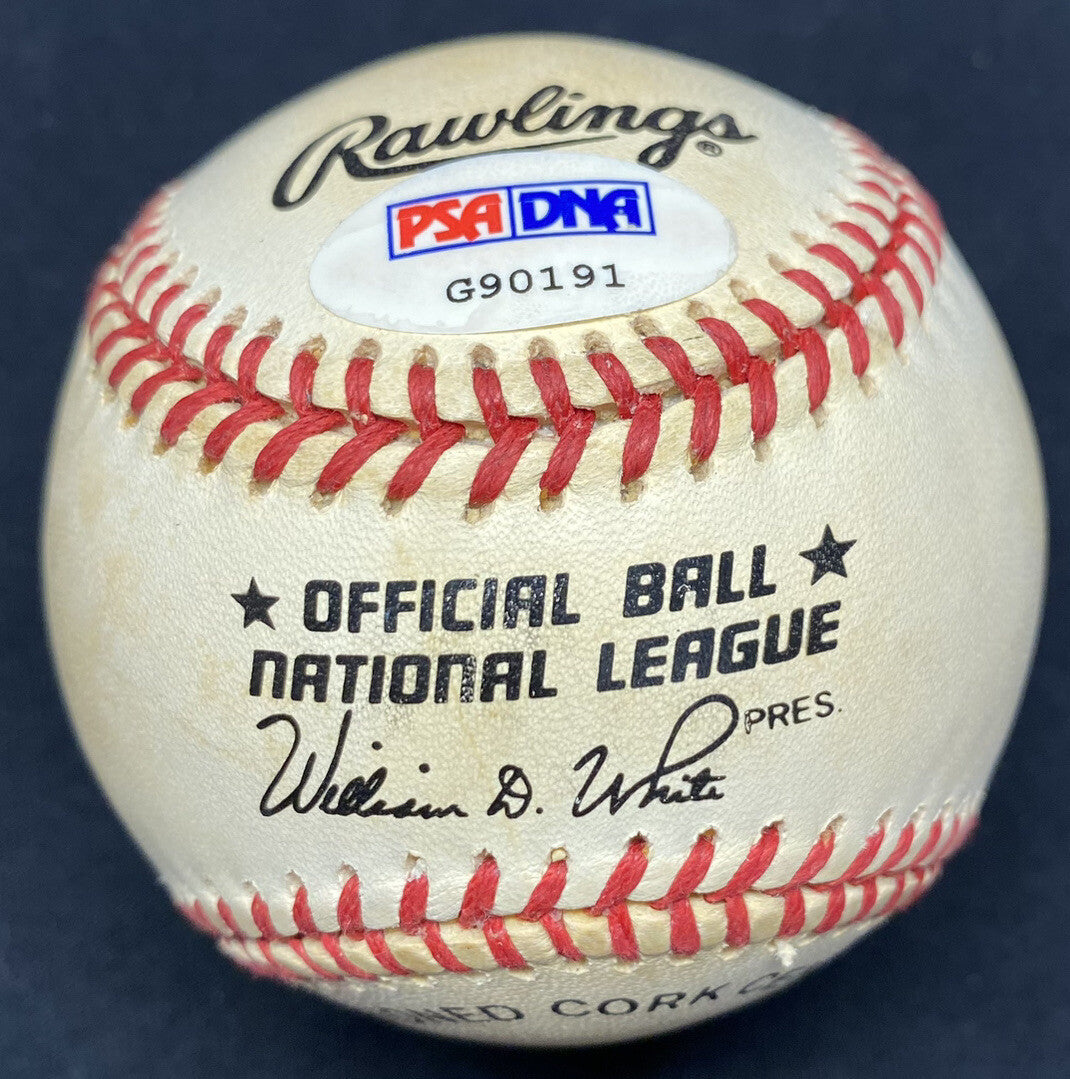 Rawlings®
PSA DNA
G90191
★ OFFICIAL BALL ★
NATIONAL LEAGUE
William D. White PRES.
CORK